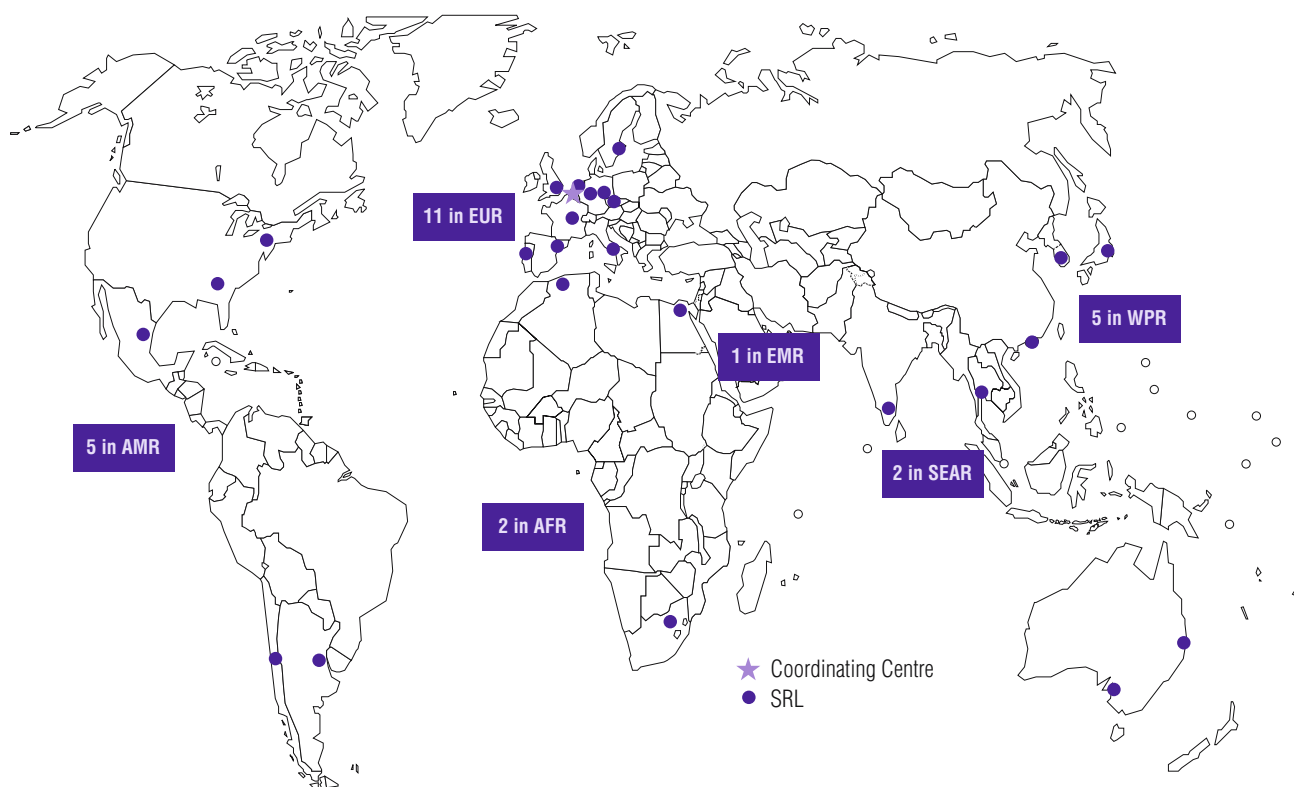 11 in EUR
5 in WPR
1 in EMR
5 in AMR
2 in SEAR
2 in AFR
Coordinating Centre
SRL